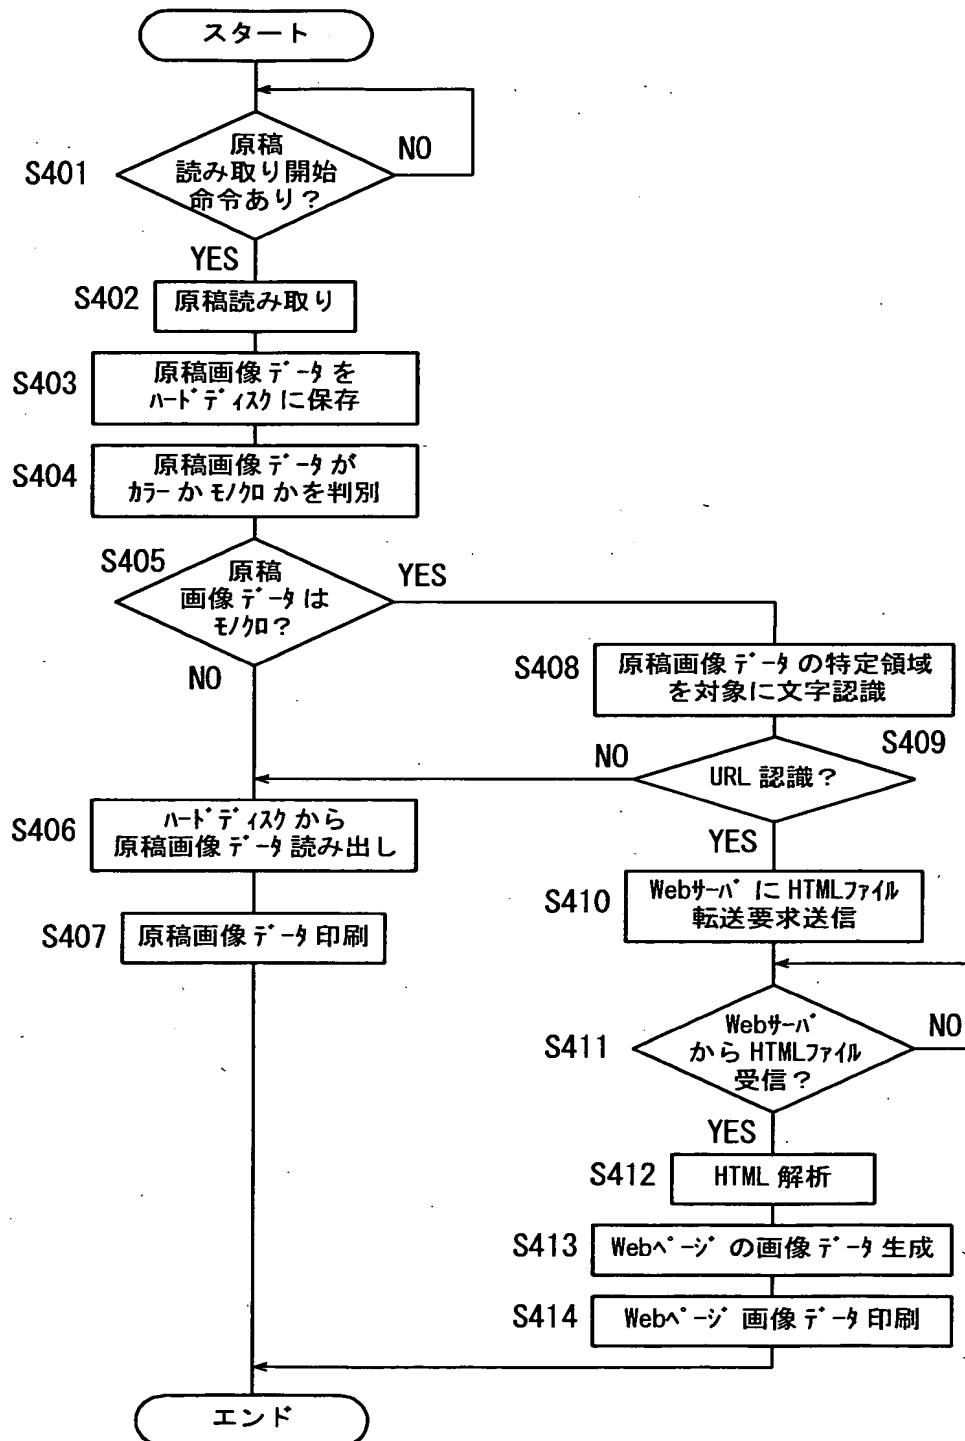 スタート
S401
原稿
読み取り開始
命令あり?
NO
YES
S402
原稿読み取り
S403
原稿画像データを
ハードディスクに保存
S404
原稿画像データが
カラーかモノクロかを判別
S405
原稿
画像データは
モノクロ?
YES
NO
S408
原稿画像データの特定領域
を対象に文字認識
S409
URL 認識?
NO
YES
S406
ハードディスクから
原稿画像データ読み出し
S407
原稿画像データ印刷
S410
WebサーバにHTMLファイル
転送要求送信
S411
Webサーバ
からHTMLファイル
受信?
NO
YES
S412
HTML 解析
S413
Webページの画像データ生成
S414
Webページ画像データ印刷
エンド